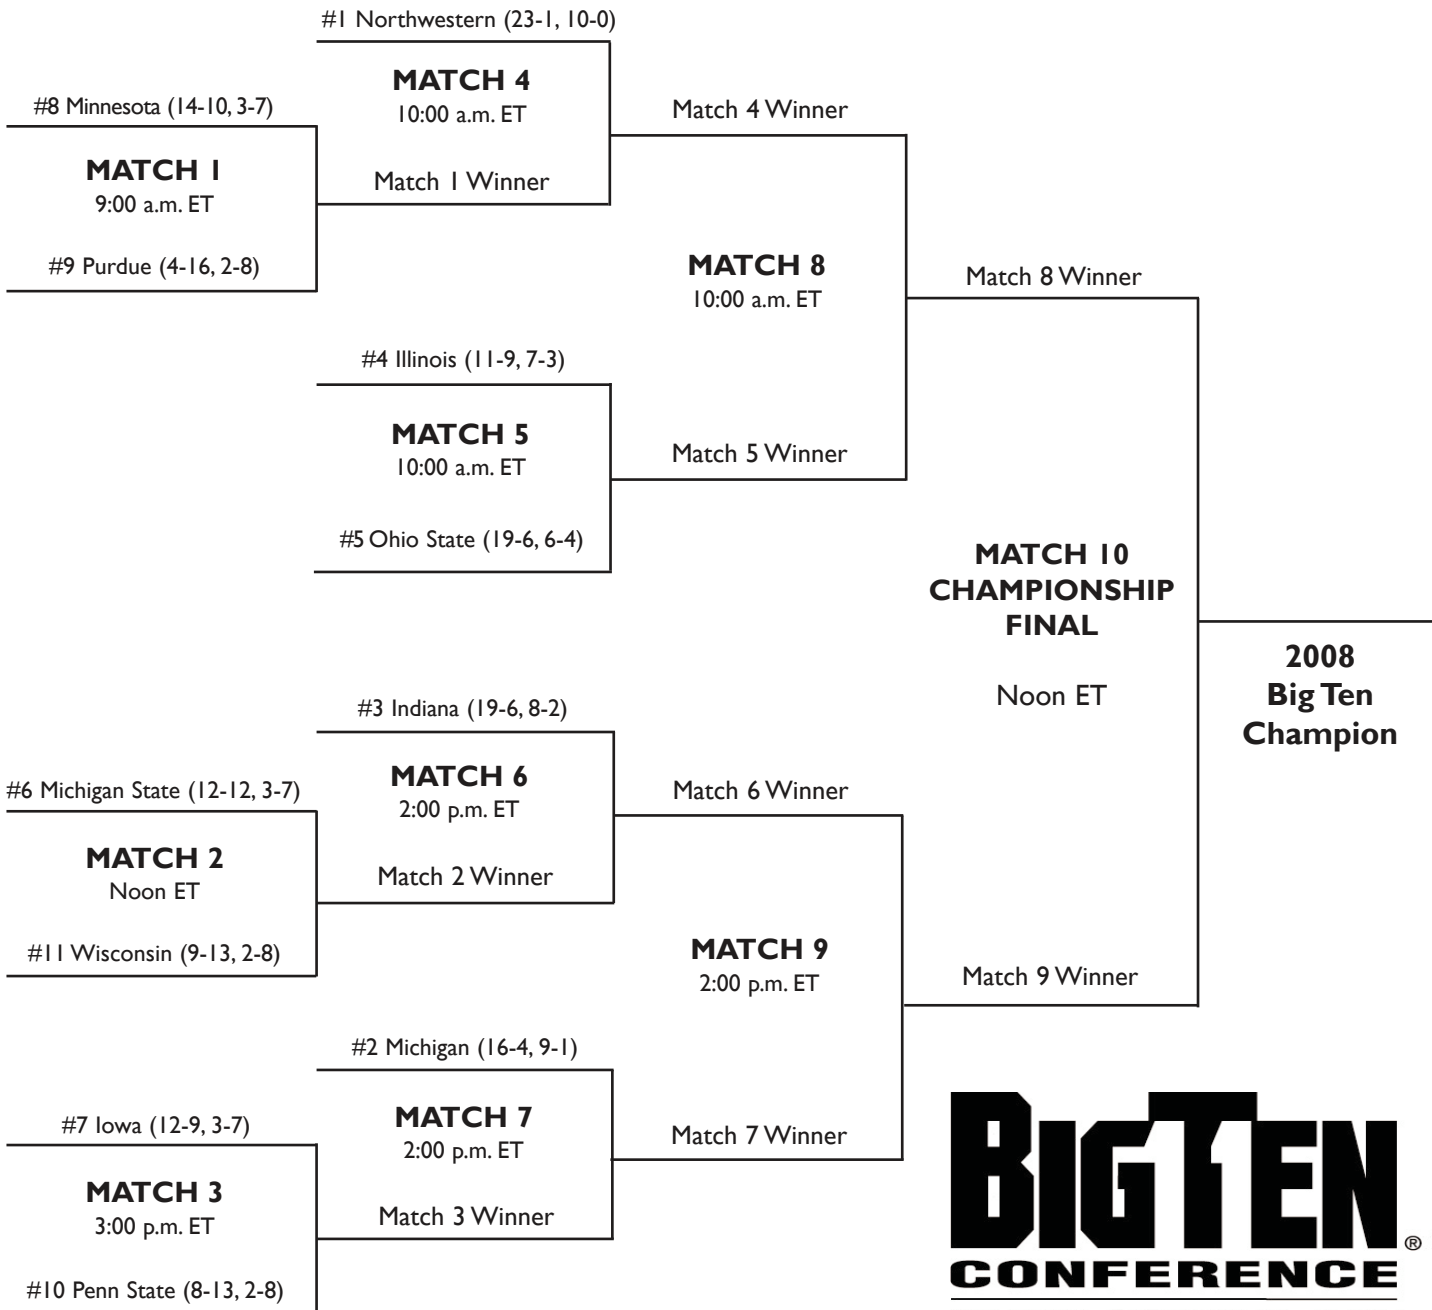 #1 Northwestern (23-1, 10-0)
MATCH 4
10:00 a.m. ET
Match 1 Winner
#8 Minnesota (14-10, 3-7)
MATCH 1
9:00 a.m. ET
#9 Purdue (4-16, 2-8)
Match 4 Winner
MATCH 8
10:00 a.m. ET
Match 5 Winner
#4 Illinois (11-9, 7-3)
MATCH 5
10:00 a.m. ET
#5 Ohio State (19-6, 6-4)
Match 8 Winner
MATCH 10
CHAMPIONSHIP
FINAL
Noon ET
2008
Big Ten
Champion
#3 Indiana (19-6, 8-2)
MATCH 6
2:00 p.m. ET
Match 2 Winner
#6 Michigan State (12-12, 3-7)
MATCH 2
Noon ET
#11 Wisconsin (9-13, 2-8)
Match 6 Winner
MATCH 9
2:00 p.m. ET
Match 7 Winner
Match 9 Winner
#2 Michigan (16-4, 9-1)
MATCH 7
2:00 p.m. ET
Match 3 Winner
#7 Iowa (12-9, 3-7)
MATCH 3
3:00 p.m. ET
#10 Penn State (8-13, 2-8)
BIG TEN ®
CONFERENCE